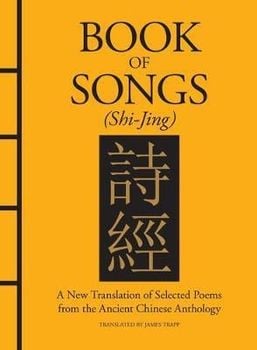 BOOK
OF
SONGS
(Shi-Jing)
詩
經
A New Translation of Selected Poems
from the Ancient Chinese Anthology
TRANSLATED BY JAMES TRAPP